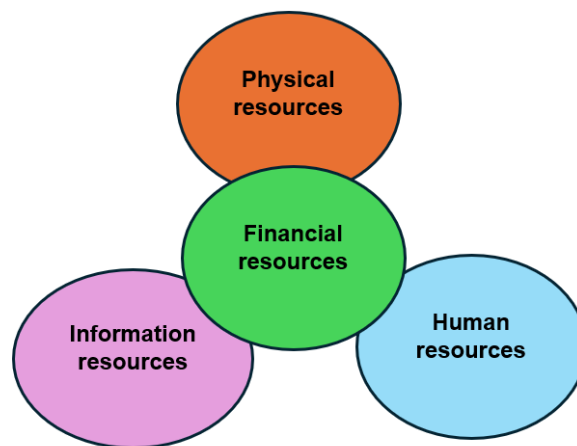 Physical
resources
Financial
resources
Information
resources
Human
resources